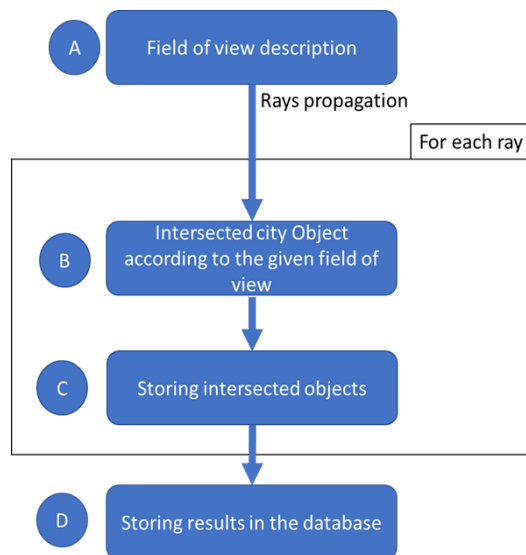 A
Field of view description
Rays propagation
For each ray
B
Intersected city Object
according to the given field of
view
C
Storing intersected objects
D
Storing results in the database